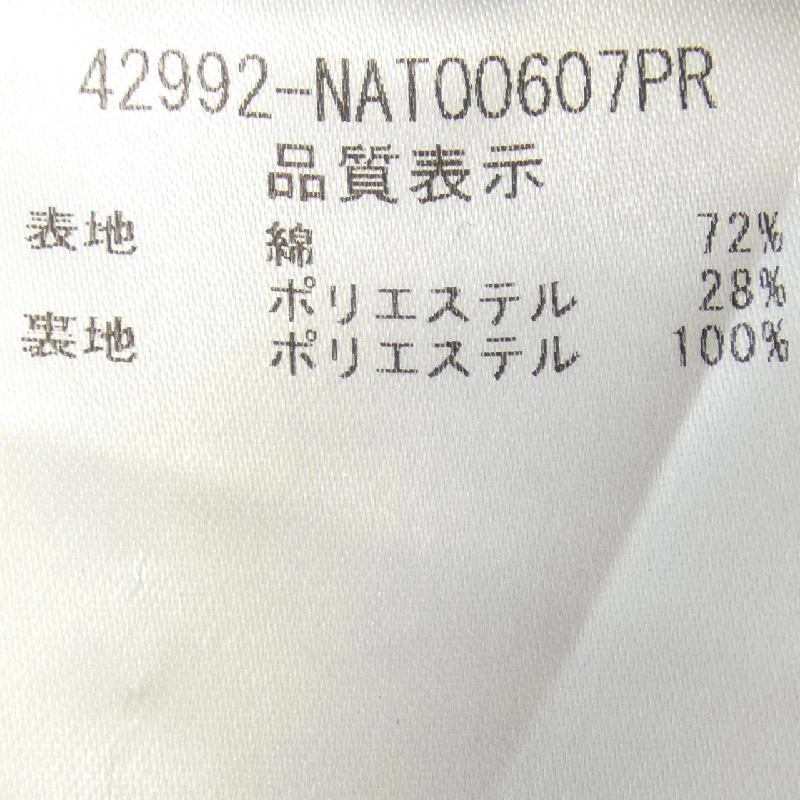 42992-NAT00607PR
品質表示
表地 綿 72%
ポリエステル 28%
裏地 ポリエステル 100%